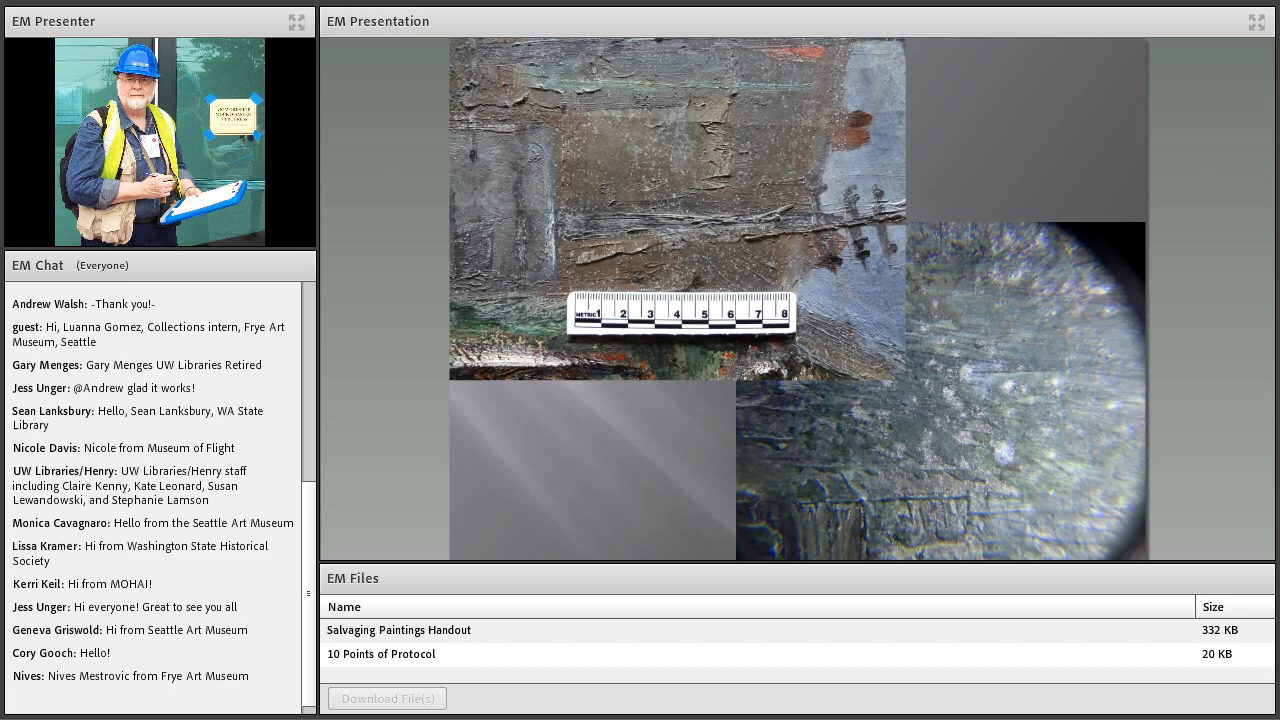 EM Presenter
EM Chat (Everyone)
Andrew Walsh: -Thank you!-
guest: Hi, Luanna Gomez, Collections intern, Frye Art
Museum, Seattle
Gary Menges: Gary Menges UW Libraries Retired
Jess Unger: @Andrew glad it works!
Sean Lanksbury: Hello, Sean Lanksbury, WA State
Library
Nicole Davis: Nicole from Museum of Flight
UW Libraries/Henry: UW Libraries/Henry staff
including Claire Kenny, Kate Leonard, Susan
Lewandowski, and Stephanie Lamson
Monica Cavagnaro: Hello from the Seattle Art Museum
Lissa Kramer: Hi from Washington State Historical
Society
Kerri Keil: Hi from MOHAI!
Jess Unger: Hi everyone! Great to see you all
Geneva Griswold: Hi from Seattle Art Museum
Cory Gooch: Hello!
Nives: Nives Mestrovic from Frye Art Museum
EM Presentation
METRIC 1 2 3 4 5 6 7 8
EM Files
Name Size
Salvaging Paintings Handout 332 KB
10 Points of Protocol 20 KB
Download File(s)